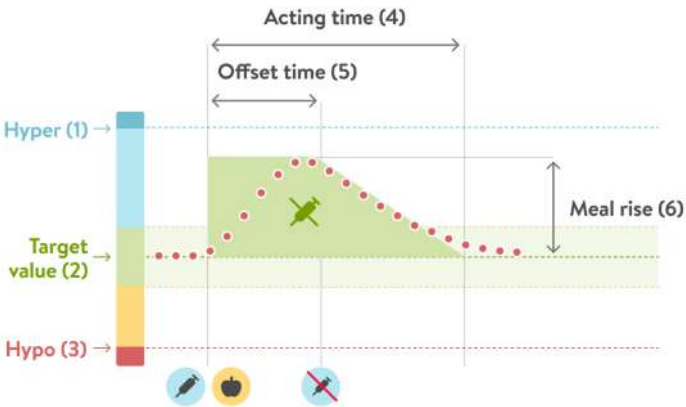 Acting time (4)
Offset time (5)
Hyper (1)
Meal rise (6)
Target
value (2)
Hypo (3)